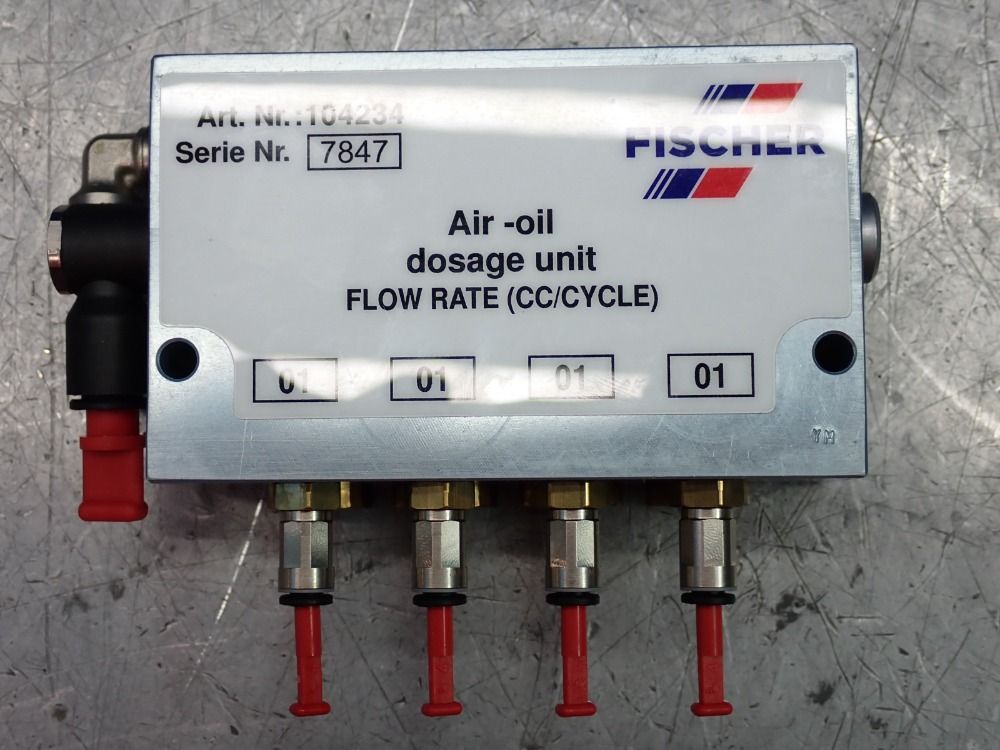 Art. Nr.:104234
Serie Nr. 7847
FISCHER
Air -oil
dosage unit
FLOW RATE (CC/CYCLE)
01 01 01 01
YM